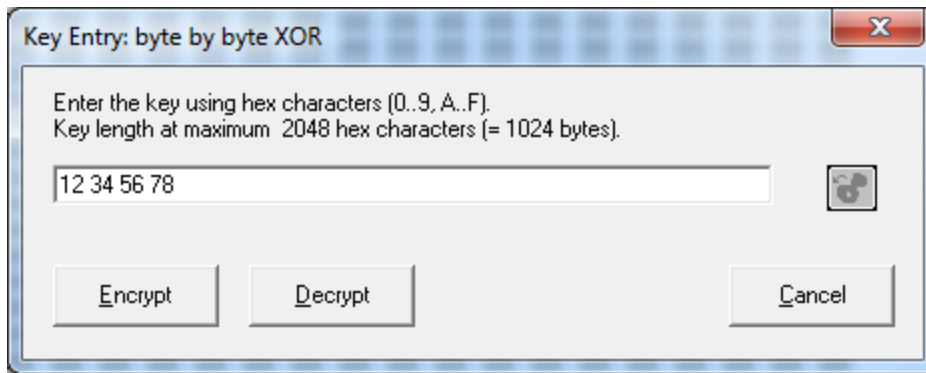 Key Entry: byte by byte XOR
Enter the key using hex characters (0..9, A..F).
Key length at maximum  2048 hex characters (= 1024 bytes).
12 34 56 78
Encrypt
Decrypt
Cancel